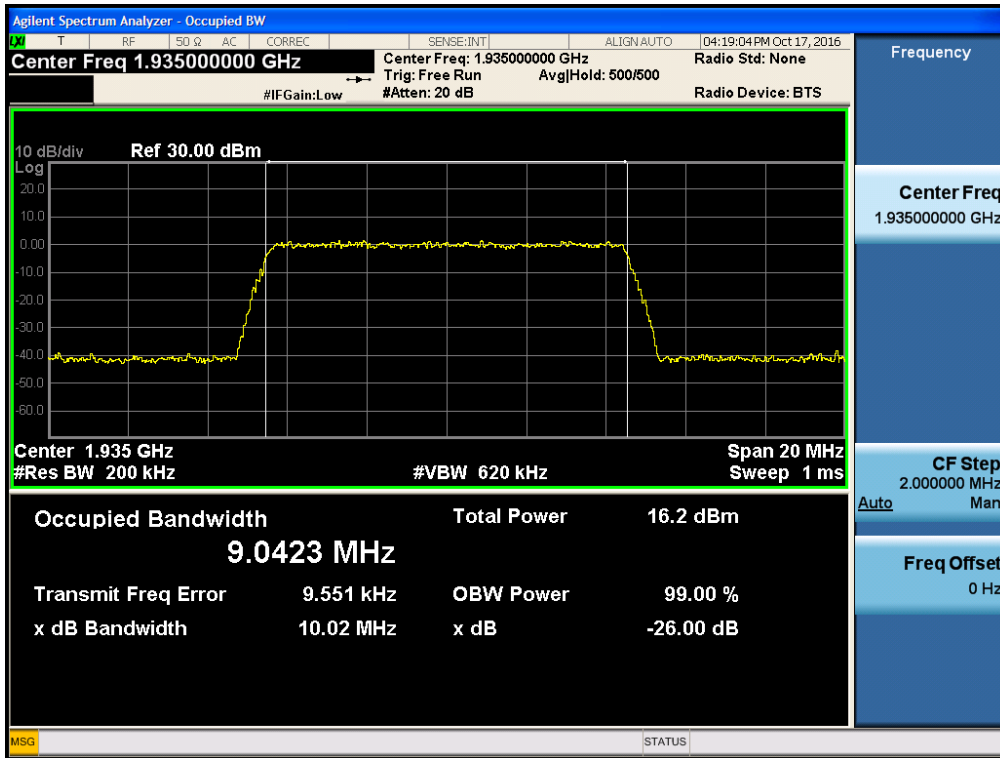 Agilent Spectrum Analyzer - Occupied BW
LXI T RF 50 Ω AC CORREC SENSE:INT ALIGN AUTO 04:19:04 PM Oct 17, 2016
Center Freq 1.935000000 GHz
Center Freq: 1.935000000 GHz
Radio Std: None
Trig: Free Run Avg|Hold: 500/500
#IFGain:Low
#Atten: 20 dB
Radio Device: BTS
10 dB/div Ref 30.00 dBm
Log
20.0
10.0
0.00
-10.0
-20.0
-30.0
-40.0
-50.0
-60.0
Center 1.935 GHz Span 20 MHz
#Res BW 200 kHz #VBW 620 kHz Sweep 1 ms
Occupied Bandwidth Total Power 16.2 dBm
9.0423 MHz
Transmit Freq Error 9.551 kHz OBW Power 99.00 %
x dB Bandwidth 10.02 MHz x dB -26.00 dB
MSG STATUS
Frequency
Center Freq
1.935000000 GHz
CF Step
2.000000 MHz
Auto Man
Freq Offset
0 Hz